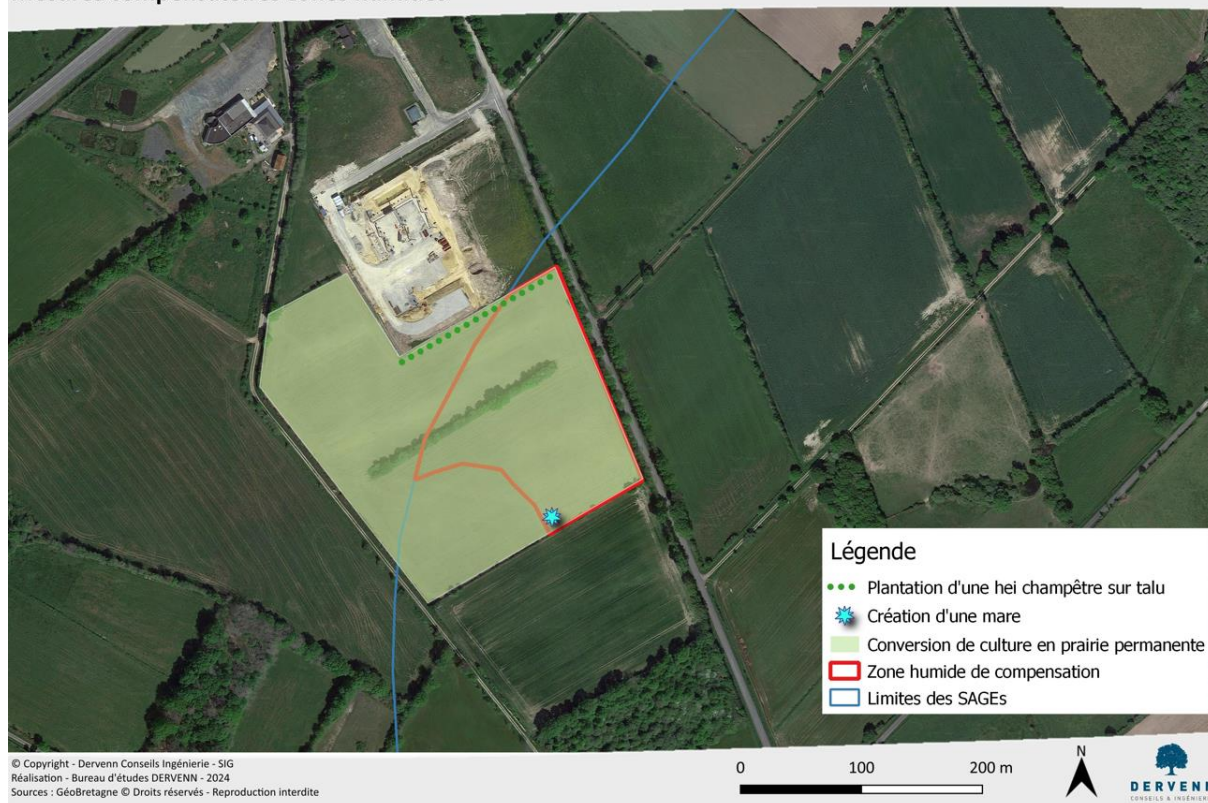 Légende
Plantation d'une hei champêtre sur talu
Création d'une mare
Conversion de culture en prairie permanente
Zone humide de compensation
Limites des SAGEs
© Copyright - Dervenn Conseils Ingénierie - SIG
Réalisation - Bureau d'études DERVENN - 2024
Sources : GéoBretagne © Droits réservés - Reproduction interdite
0 100 200 m
N
DERVENN
CONSEILS & INGÉNIERIE